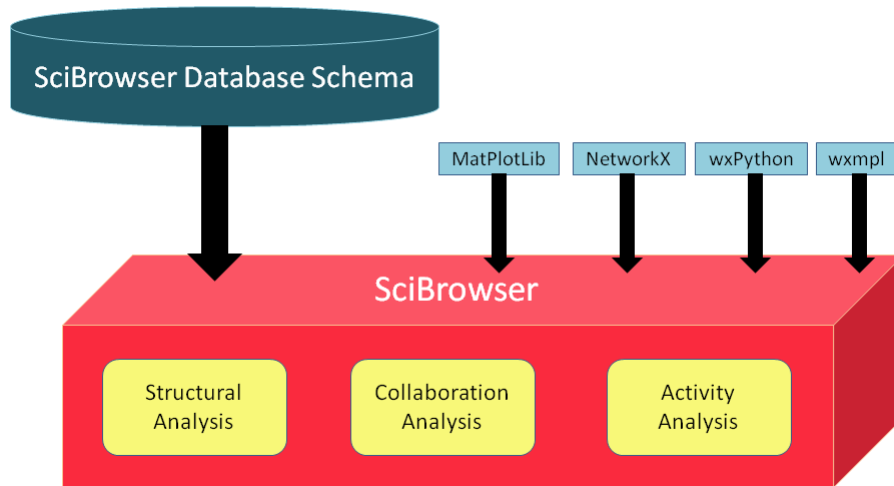 SciBrowser Database Schema
MatPlotLib
NetworkX
wxPython
wxmpl
SciBrowser
Structural
Analysis
Collaboration
Analysis
Activity
Analysis